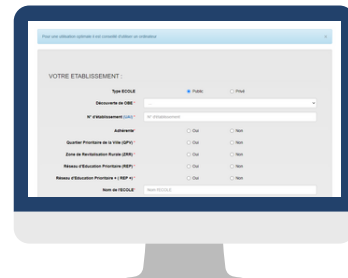 Pour une utilisation optimale il est conseillé d'utiliser un ordinateur. ×
VOTRE ETABLISSEMENT :
Type ECOLE Public Privé
Découverte de OBE* ...
N° d'établissement (UAI) * N° d'établissement
Adhérente* Oui Non
Quartier Prioritaire de la Ville (QPV) * Oui Non
Zone de Revitalisation Rurale (ZRR) * Oui Non
Réseau d'Education Prioritaire (REP)* Oui Non
Réseau d'Education Prioritaire + ( REP +) * Oui Non
Nom de l'ECOLE* Nom l'ECOLE